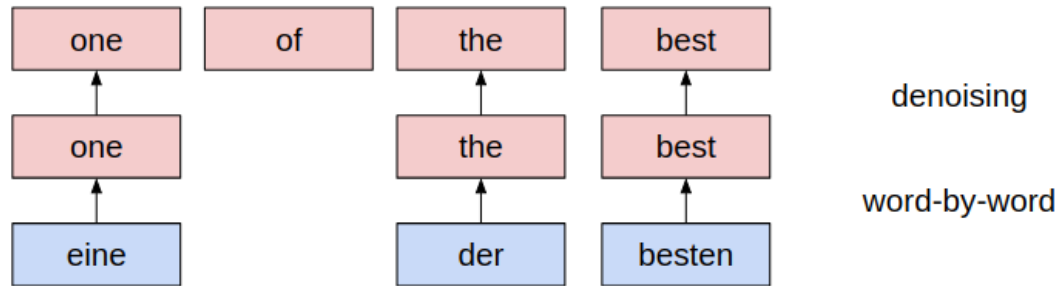 one of the best
denoising
one the best
word-by-word
eine der besten